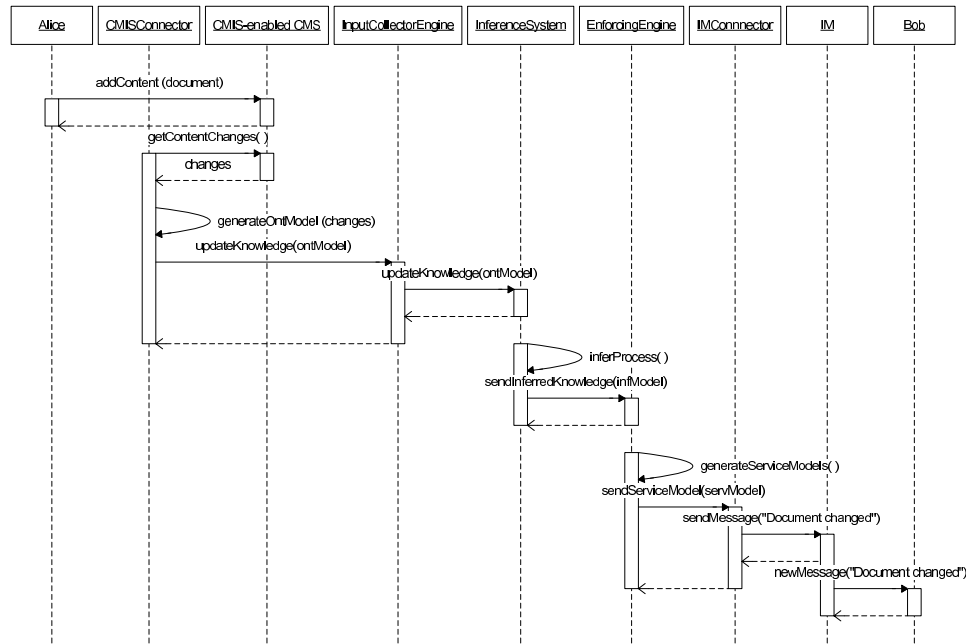 Alice CMISConnector CMIS-enabled CMS InputCollectorEngine InferenceSystem EnforcingEngine IMConnnector IM Bob
addContent (document)
getContentChanges( )
changes
generateOntModel (changes)
updateKnowledge(ontModel)
updateKnowledge(ontModel)
inferProcess( )
sendInferredKnowledge(infModel)
generateServiceModels( )
sendServiceModel(servModel)
sendMessage("Document changed")
newMessage("Document changed")